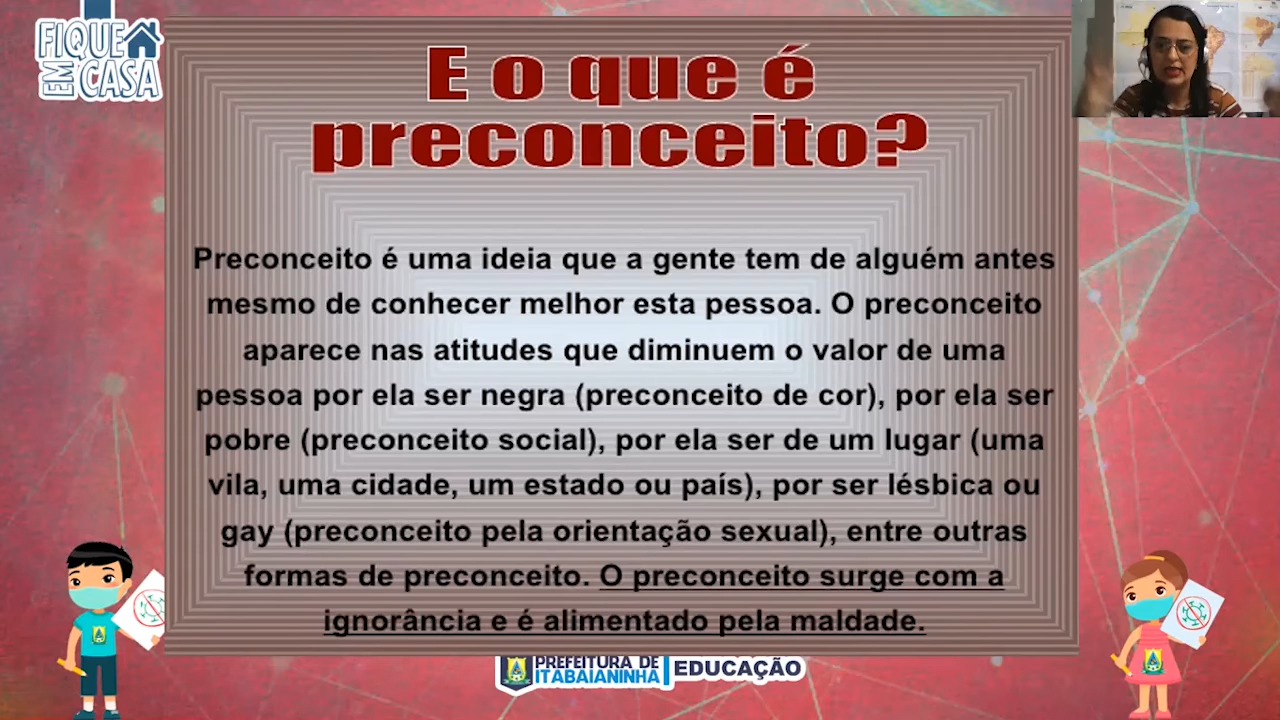 FIQUE
EM CASA
E o que é
preconceito?
Preconceito é uma ideia que a gente tem de alguém antes
mesmo de conhecer melhor esta pessoa. O preconceito
aparece nas atitudes que diminuem o valor de uma
pessoa por ela ser negra (preconceito de cor), por ela ser
pobre (preconceito social), por ela ser de um lugar (uma
vila, uma cidade, um estado ou país), por ser lésbica ou
gay (preconceito pela orientação sexual), entre outras
formas de preconceito. O preconceito surge com a
ignorância e é alimentado pela maldade.
PREFEITURA DE
ITABAIANINHA
EDUCAÇÃO